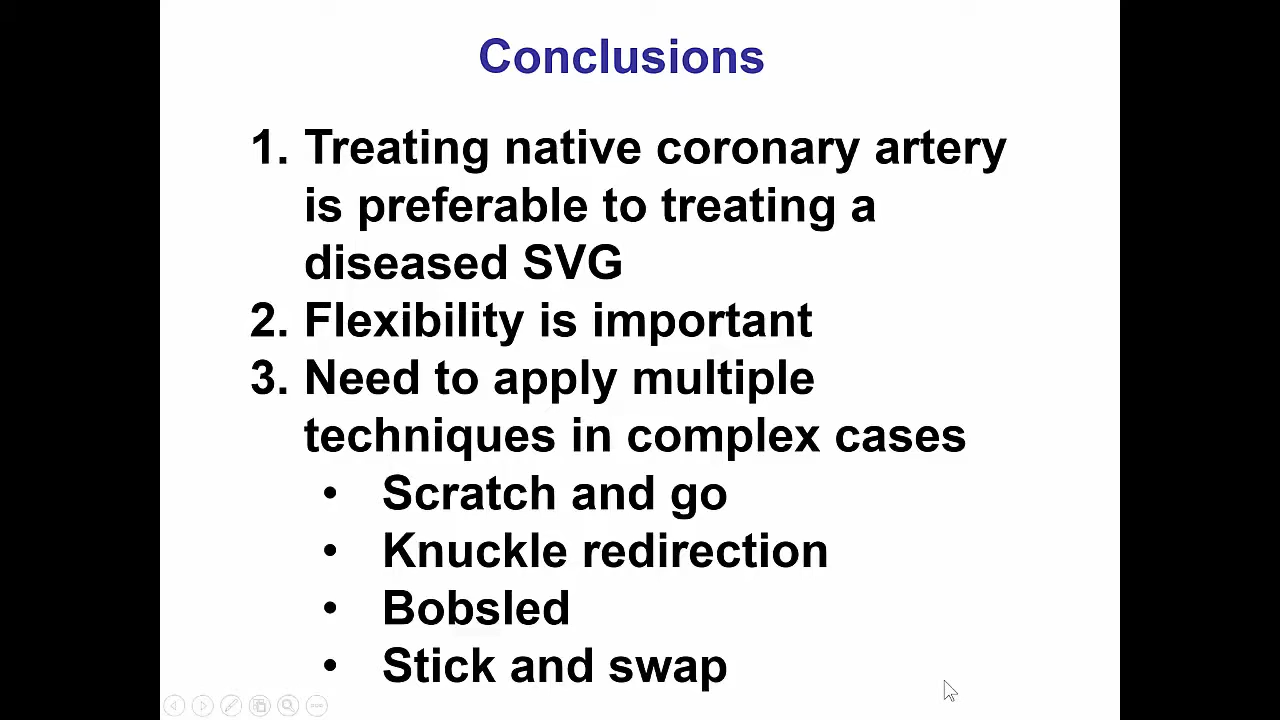 Conclusions
1. Treating native coronary artery
is preferable to treating a
diseased SVG
2. Flexibility is important
3. Need to apply multiple
techniques in complex cases
• Scratch and go
• Knuckle redirection
• Bobsled
• Stick and swap